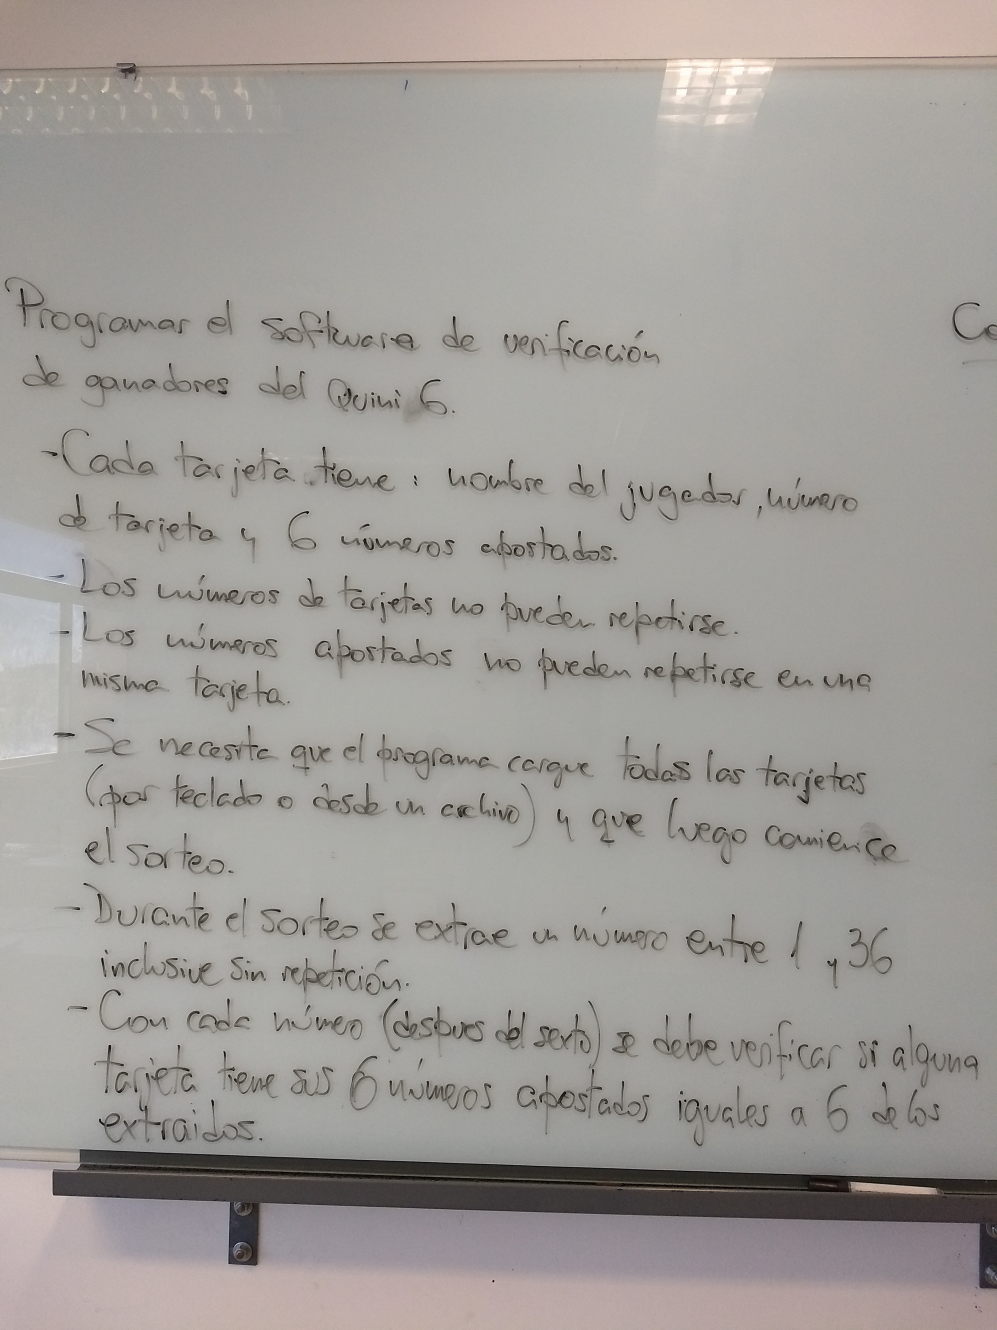 Programar el software de verificación
de ganadores del Quini 6.
Co
-Cada tarjeta tiene: nombre del jugador, número
de tarjeta y 6 números apostados.
-Los números de tarjetas no pueden repetirse.
-Los números apostados no pueden repetirse en una
misma tarjeta.
-Se necesita que el programa cargue todas las tarjetas
(por teclado o desde un archivo) y que luego comience
el sorteo.
-Durante el sorteo se extrae un número entre 1 y 36
inclusive sin repetición.
-Con cada número (despues del sexto) se debe verificar si alguna
tarjeta tiene sus 6 números apostados iguales a 6 de los
extraidos.